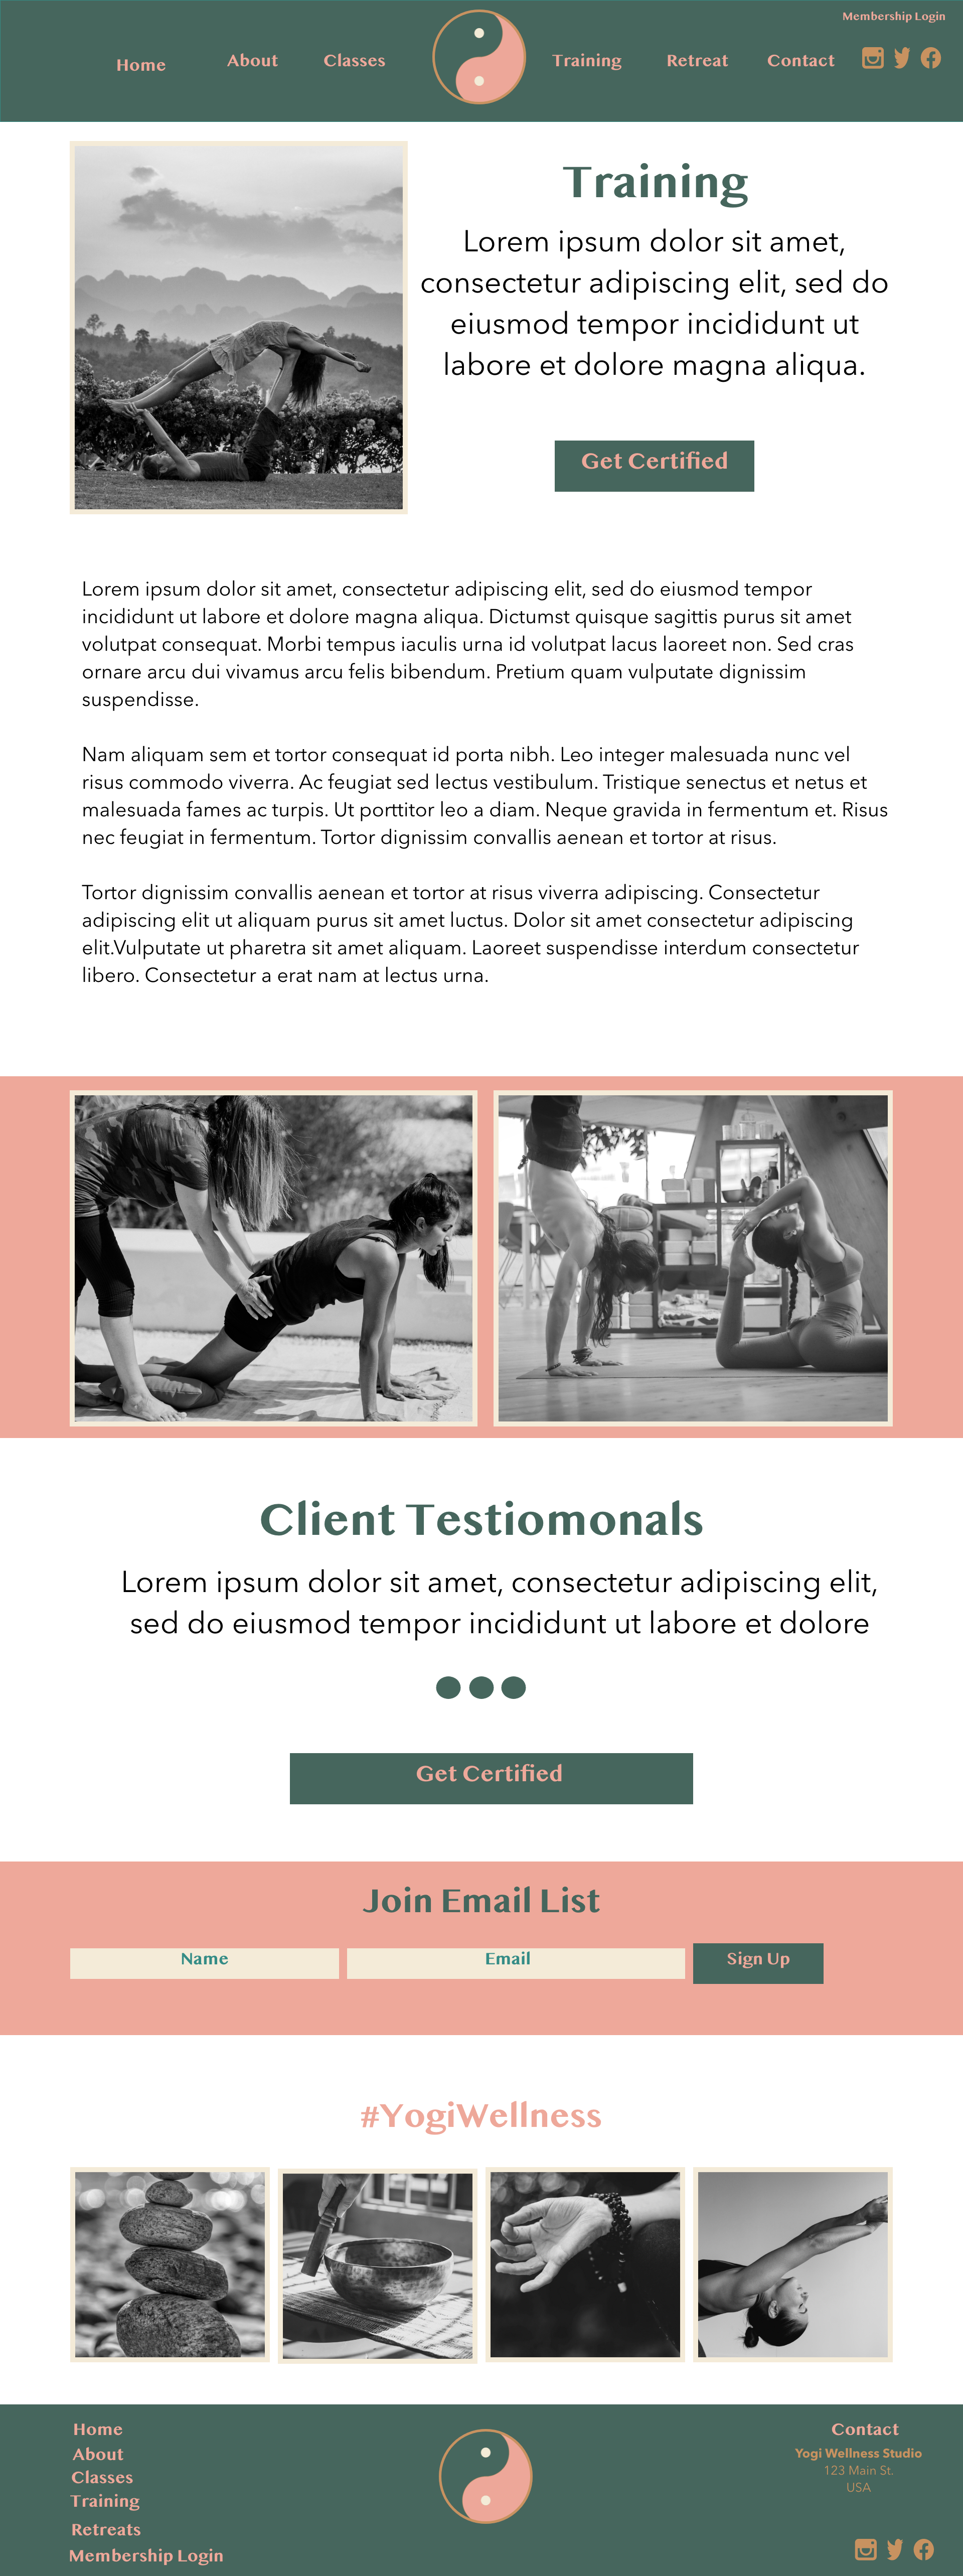 Membership Login
Home
About
Classes
Training
Retreat
Contact
Training
Lorem ipsum dolor sit amet,
consectetur adipiscing elit, sed do
eiusmod tempor incididunt ut
labore et dolore magna aliqua.
Get Certified
Lorem ipsum dolor sit amet, consectetur adipiscing elit, sed do eiusmod tempor
incididunt ut labore et dolore magna aliqua. Dictumst quisque sagittis purus sit amet
volutpat consequat. Morbi tempus iaculis urna id volutpat lacus laoreet non. Sed cras
ornare arcu dui vivamus arcu felis bibendum. Pretium quam vulputate dignissim
suspendisse.
Nam aliquam sem et tortor consequat id porta nibh. Leo integer malesuada nunc vel
risus commodo viverra. Ac feugiat sed lectus vestibulum. Tristique senectus et netus et
malesuada fames ac turpis. Ut porttitor leo a diam. Neque gravida in fermentum et. Risus
nec feugiat in fermentum. Tortor dignissim convallis aenean et tortor at risus.
Tortor dignissim convallis aenean et tortor at risus viverra adipiscing. Consectetur
adipiscing elit ut aliquam purus sit amet luctus. Dolor sit amet consectetur adipiscing
elit.Vulputate ut pharetra sit amet aliquam. Laoreet suspendisse interdum consectetur
libero. Consectetur a erat nam at lectus urna.
Client Testiomonals
Lorem ipsum dolor sit amet, consectetur adipiscing elit,
sed do eiusmod tempor incididunt ut labore et dolore
Get Certified
Join Email List
Name
Email
Sign Up
#YogiWellness
Home
About
Classes
Training
Retreats
Membership Login
Contact
Yogi Wellness Studio
123 Main St.
USA